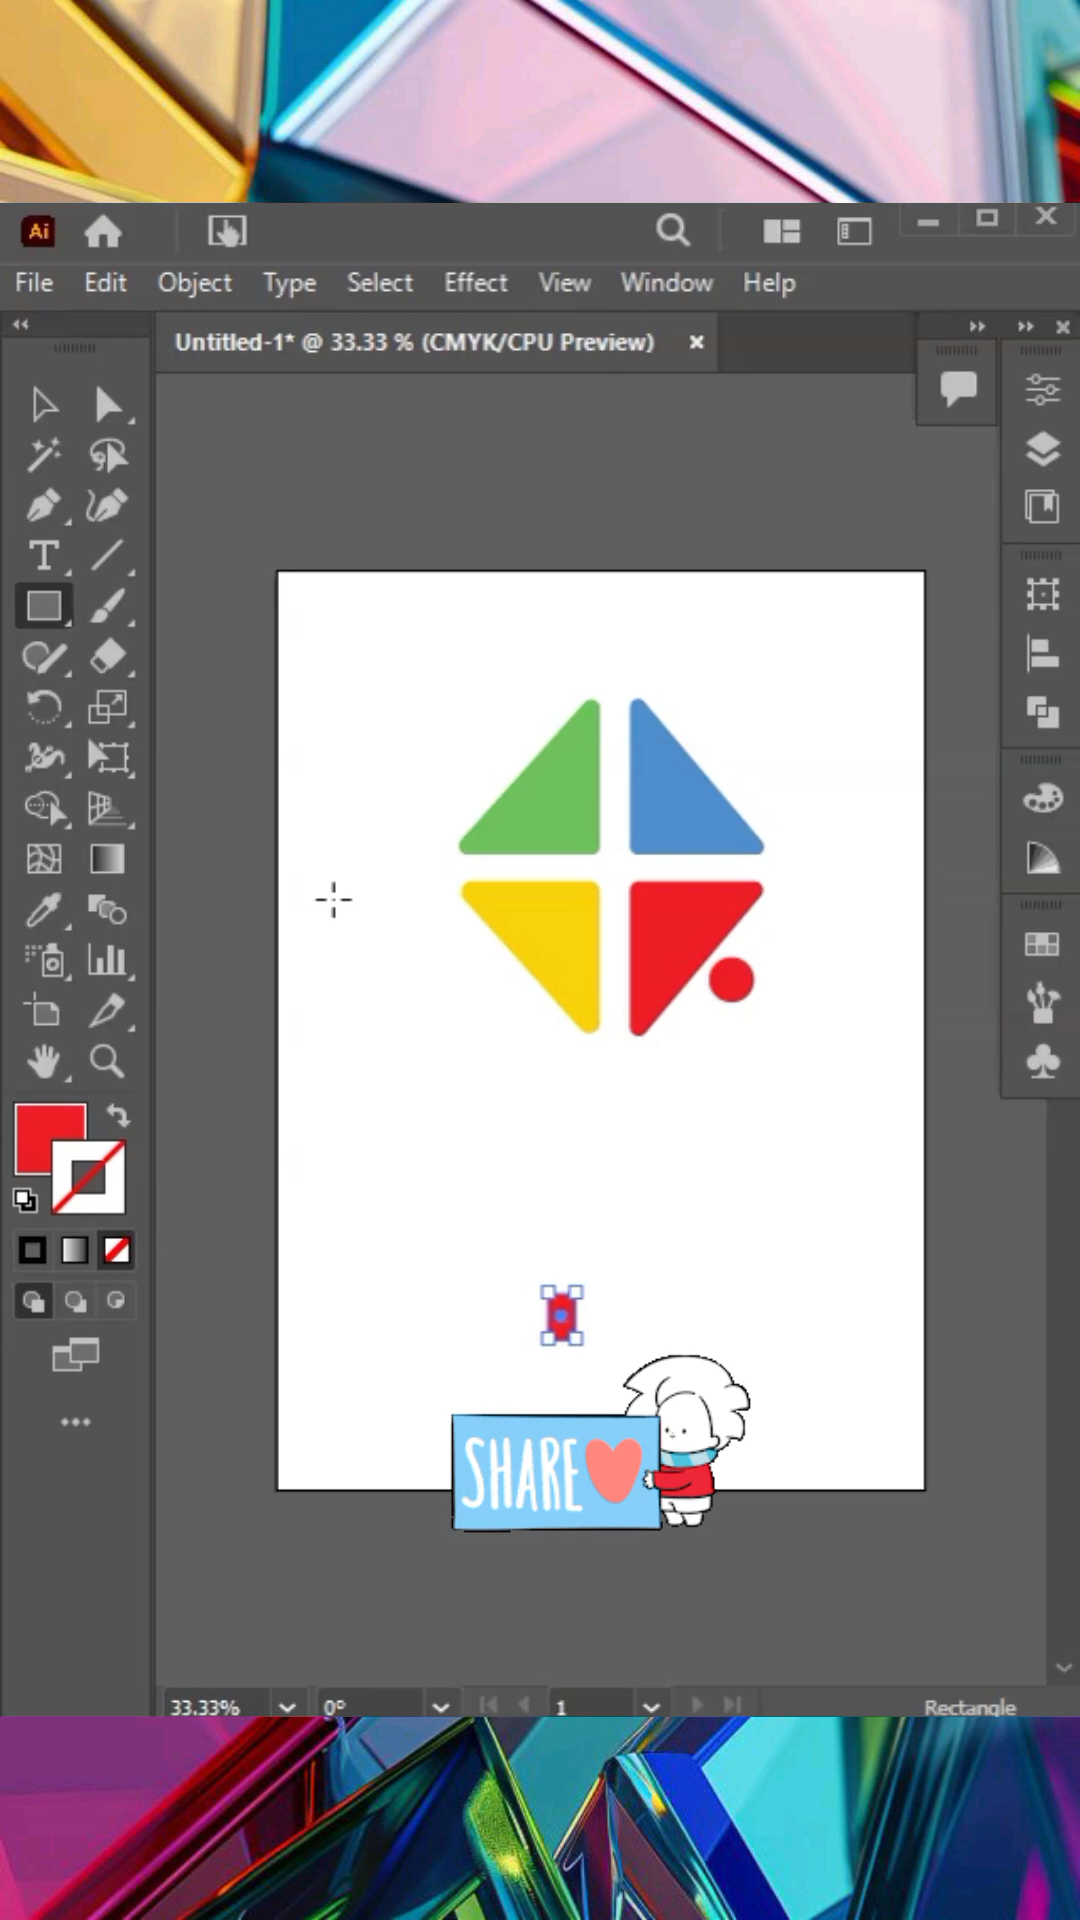 Ai
File Edit Object Type Select Effect View Window Help
Untitled-1* @ 33.33 % (CMYK/CPU Preview) ×
SHARE
33.33% 0° 1 Rectangle